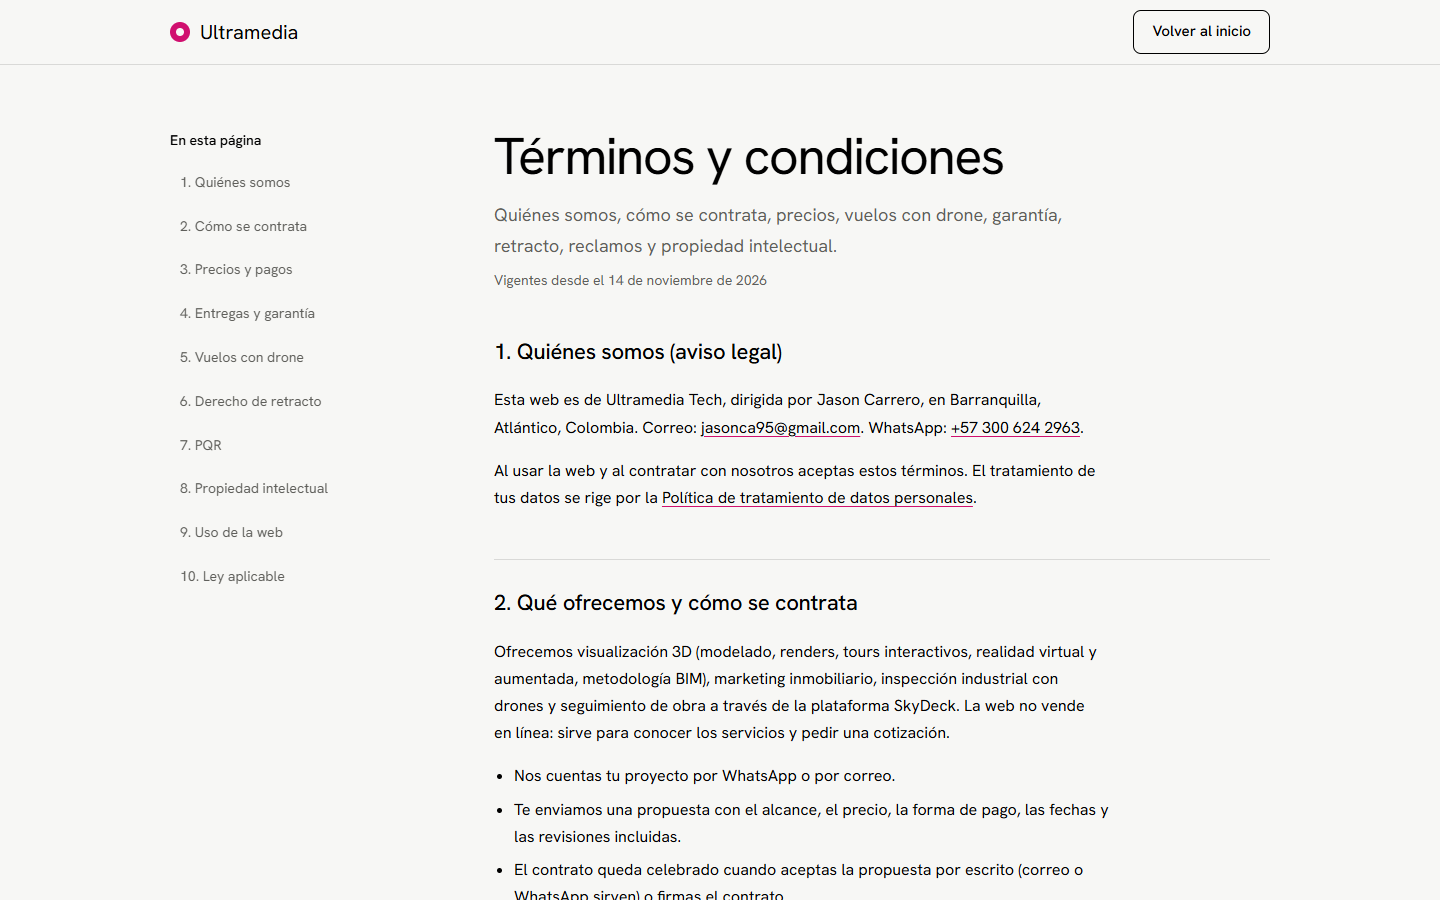 Ultramedia
Volver al inicio
En esta página
1. Quiénes somos
2. Cómo se contrata
3. Precios y pagos
4. Entregas y garantía
5. Vuelos con drone
6. Derecho de retracto
7. PQR
8. Propiedad intelectual
9. Uso de la web
10. Ley aplicable
Términos y condiciones
Quiénes somos, cómo se contrata, precios, vuelos con drone, garantía,
retracto, reclamos y propiedad intelectual.
Vigentes desde el 14 de noviembre de 2026
1. Quiénes somos (aviso legal)
Esta web es de Ultramedia Tech, dirigida por Jason Carrero, en Barranquilla,
Atlántico, Colombia. Correo: jasonca95@gmail.com. WhatsApp: +57 300 624 2963.
Al usar la web y al contratar con nosotros aceptas estos términos. El tratamiento de
tus datos se rige por la Política de tratamiento de datos personales.
2. Qué ofrecemos y cómo se contrata
Ofrecemos visualización 3D (modelado, renders, tours interactivos, realidad virtual y
aumentada, metodología BIM), marketing inmobiliario, inspección industrial con
drones y seguimiento de obra a través de la plataforma SkyDeck. La web no vende
en línea: sirve para conocer los servicios y pedir una cotización.
• Nos cuentas tu proyecto por WhatsApp o por correo.
• Te enviamos una propuesta con el alcance, el precio, la forma de pago, las fechas y
las revisiones incluidas.
• El contrato queda celebrado cuando aceptas la propuesta por escrito (correo o
WhatsApp sirven) o firmas el contrato.